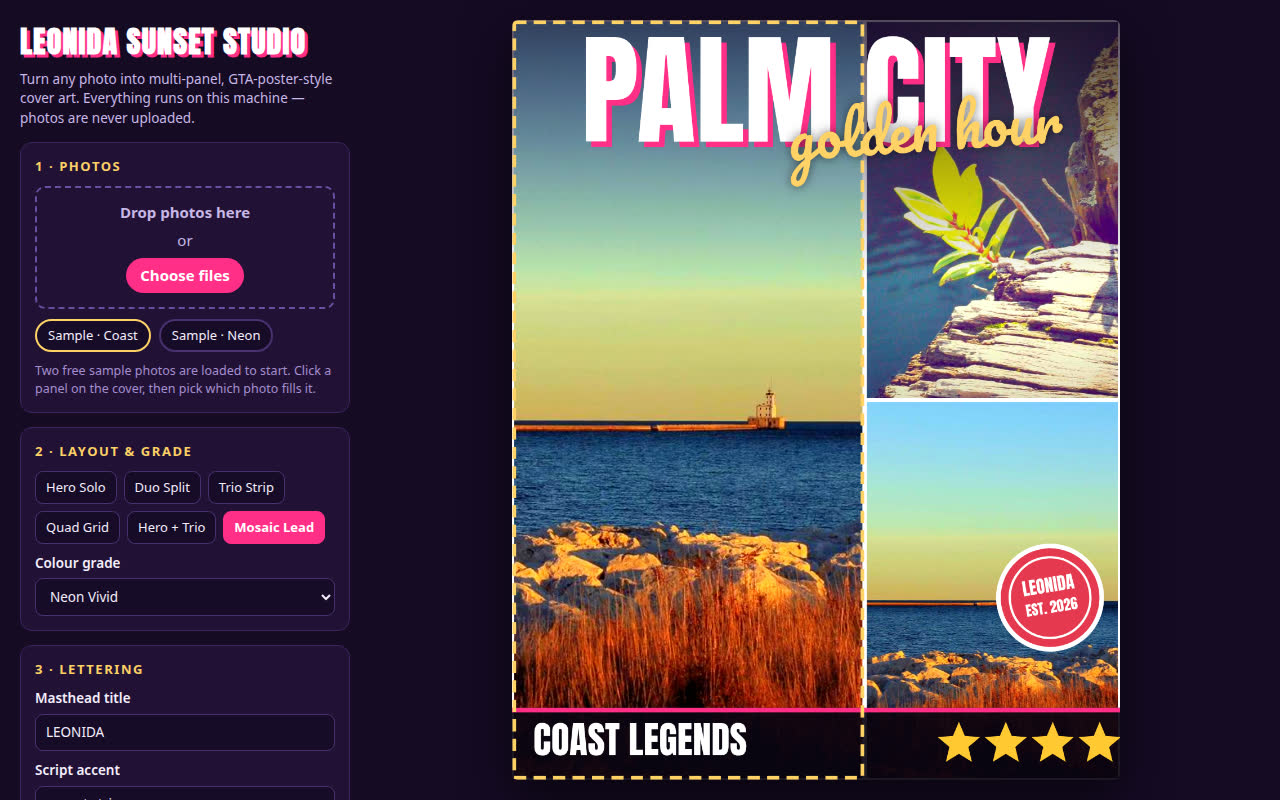 LEONIDA SUNSET STUDIO
Turn any photo into multi-panel, GTA-poster-style
cover art. Everything runs on this machine —
photos are never uploaded.
1 · PHOTOS
Drop photos here
or
Choose files
Sample · Coast
Sample · Neon
Two free sample photos are loaded to start. Click a
panel on the cover, then pick which photo fills it.
2 · LAYOUT & GRADE
Hero Solo
Duo Split
Trio Strip
Quad Grid
Hero + Trio
Mosaic Lead
Colour grade
Neon Vivid
3 · LETTERING
Masthead title
LEONIDA
Script accent
PALM CITY
golden hour
LEONIDA
EST. 2026
COAST LEGENDS